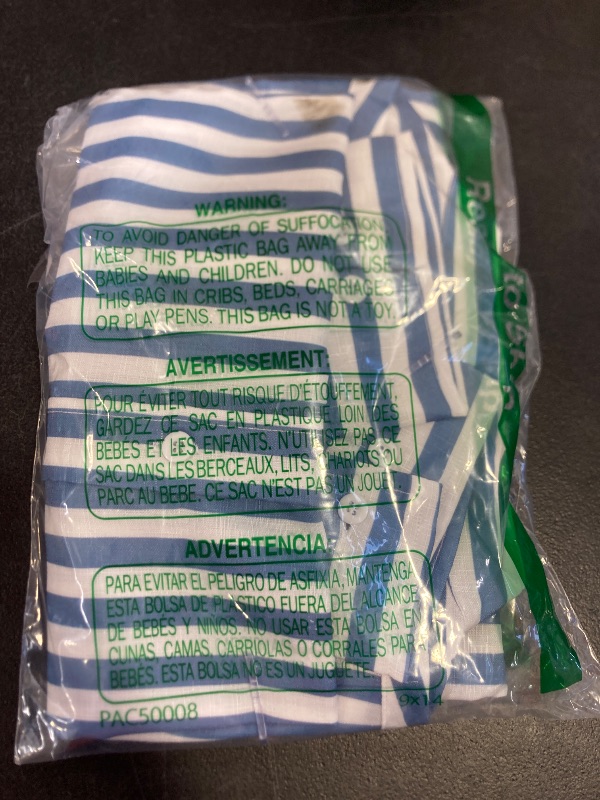 WARNING:
TO AVOID DANGER OF SUFFOCATION,
KEEP THIS PLASTIC BAG AWAY FROM
BABIES AND CHILDREN. DO NOT USE
THIS BAG IN CRIBS, BEDS, CARRIAGES
OR PLAY PENS. THIS BAG IS NOT A TOY.
AVERTISSEMENT:
POUR ÉVITER TOUT RISQUE D'ÉTOUFFEMENT,
GARDEZ CE SAC EN PLASTIQUE LOIN DES
BEBÉS ET LES ENFANTS. N'UTILISEZ PAS CE
SAC DANS LES BERCEAUX, LITS, CHARIOTS OU
PARC AU BEBE. CE SAC N'EST PAS UN JOUET.
ADVERTENCIA:
PARA EVITAR EL PELIGRO DE ASFIXIA, MANTENGA
ESTA BOLSA DE PLASTICO FUERA DEL ALCANCE
DE BEBÉS Y NIÑOS. NO USAR ESTA BOLSA EN
CUNAS, CAMAS, CARRIOLAS O CORRALES PARA
BEBÉS. ESTA BOLSA NO ES UN JUGUETE.
PAC50008 9x14